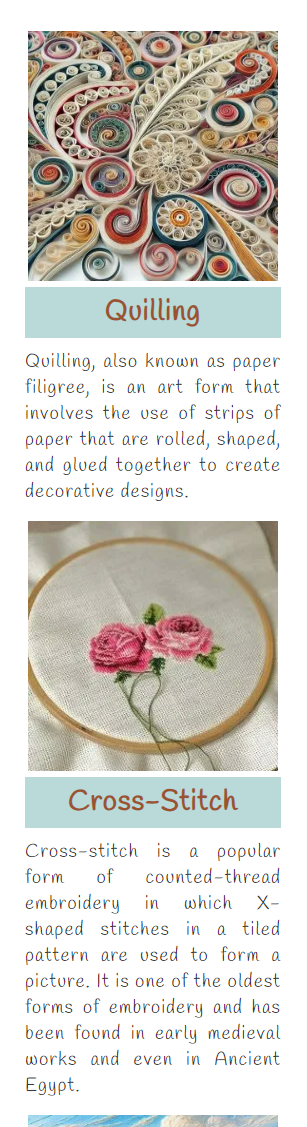 Quilling
Quilling, also known as paper
filigree, is an art form that
involves the use of strips of
paper that are rolled, shaped,
and glued together to create
decorative designs.
Cross-Stitch
Cross-stitch is a popular
form of counted-thread
embroidery in which X-
shaped stitches in a tiled
pattern are used to form a
picture. It is one of the oldest
forms of embroidery and has
been found in early medieval
works and even in Ancient
Egypt.